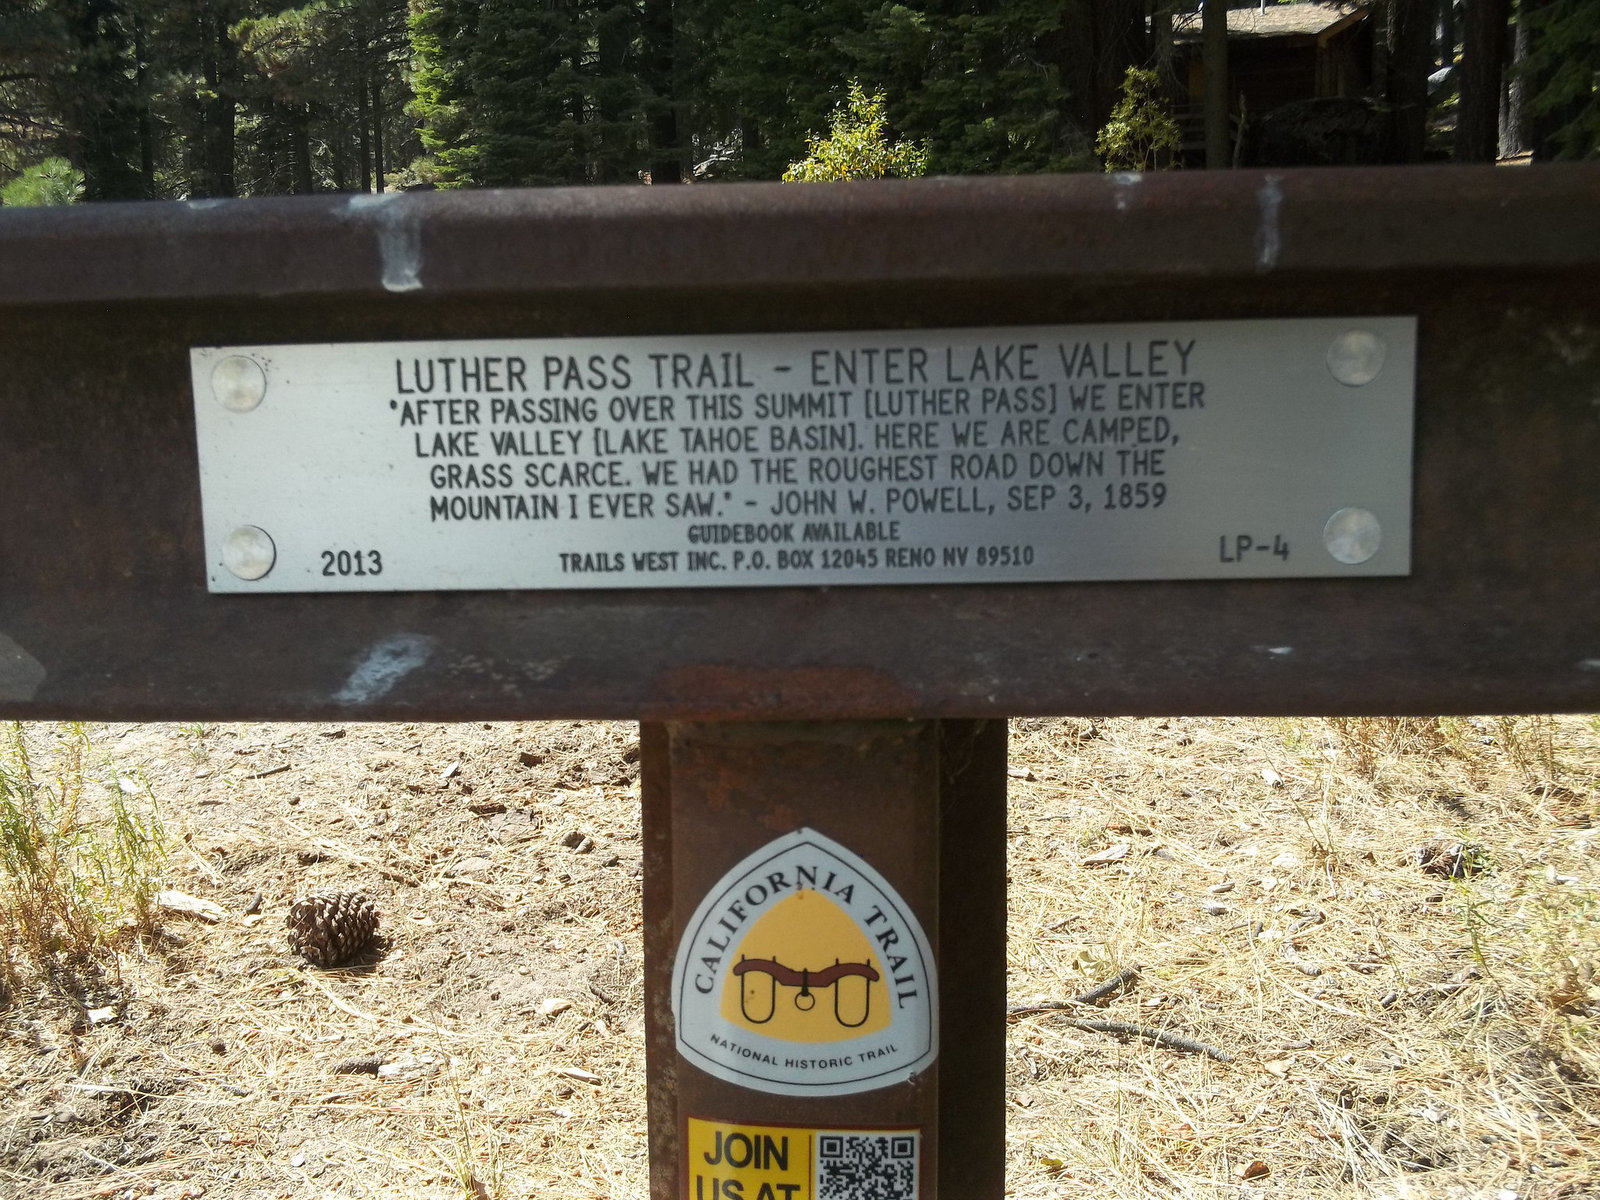 LUTHER PASS TRAIL - ENTER LAKE VALLEY
"AFTER PASSING OVER THIS SUMMIT [LUTHER PASS] WE ENTER
LAKE VALLEY [LAKE TAHOE BASIN]. HERE WE ARE CAMPED,
GRASS SCARCE. WE HAD THE ROUGHEST ROAD DOWN THE
MOUNTAIN I EVER SAW." - JOHN W. POWELL, SEP 3, 1859
GUIDEBOOK AVAILABLE
2013 TRAILS WEST INC. P.O. BOX 12045 RENO NV 89510 LP-4
CALIFORNIA TRAIL
NATIONAL HISTORIC TRAIL
JOIN
US AT